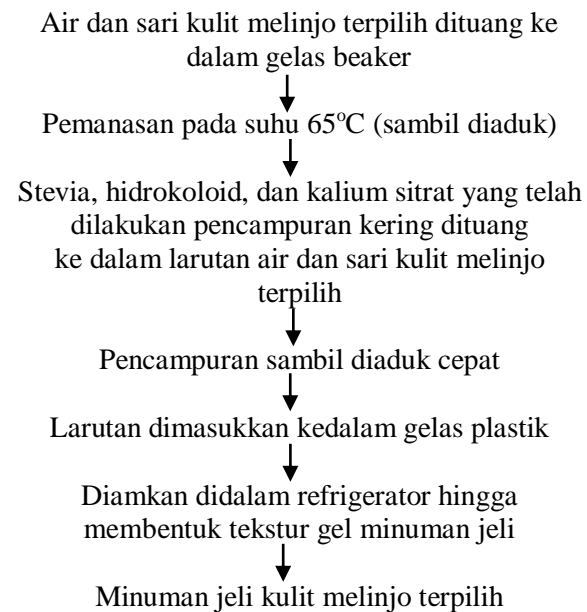 Air dan sari kulit melinjo terpilih dituang ke
dalam gelas beaker
Pemanasan pada suhu 65°C (sambil diaduk)
Stevia, hidrokoloid, dan kalium sitrat yang telah
dilakukan pencampuran kering dituang
ke dalam larutan air dan sari kulit melinjo
terpilih
Pencampuran sambil diaduk cepat
Larutan dimasukkan kedalam gelas plastik
Diamkan didalam refrigerator hingga
membentuk tekstur gel minuman jeli
Minuman jeli kulit melinjo terpilih